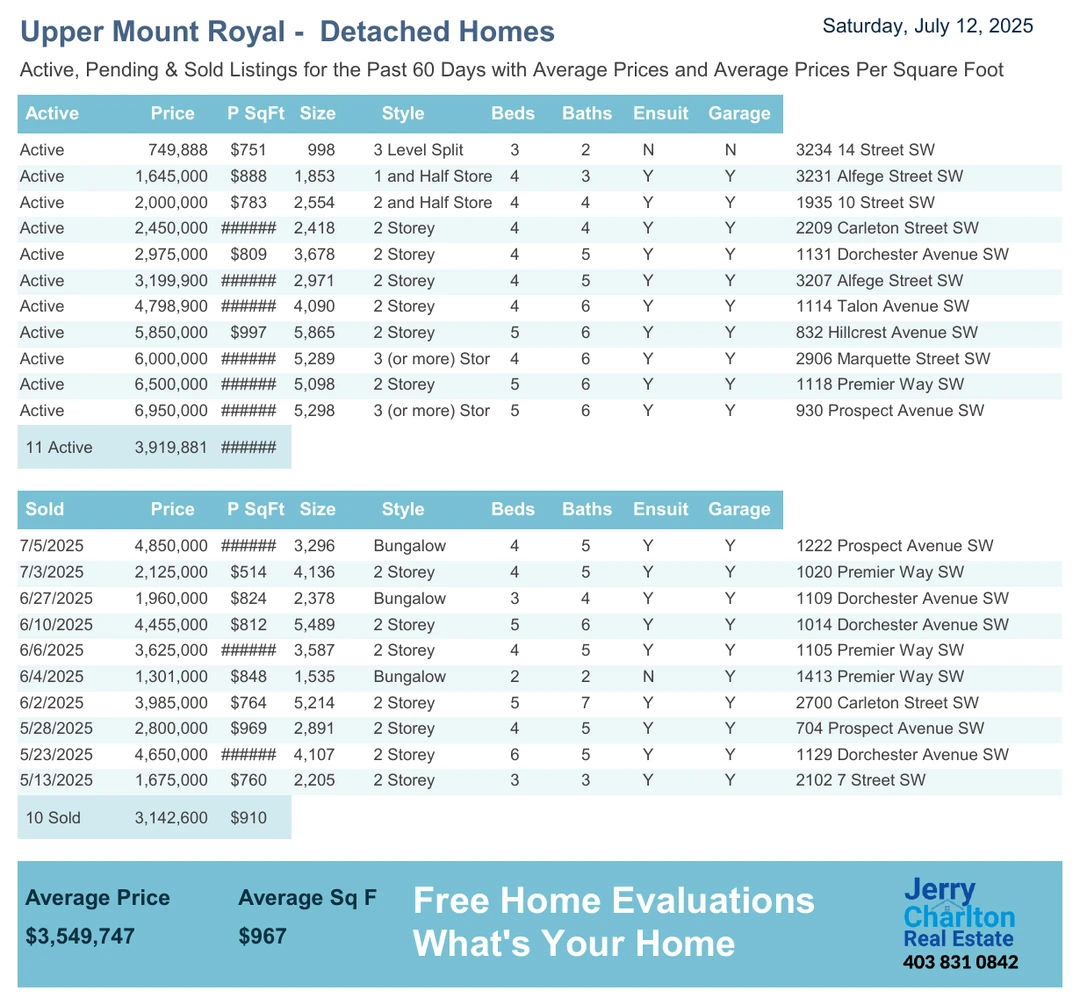 Upper Mount Royal -  Detached Homes Saturday, July 12, 2025
Active, Pending & Sold Listings for the Past 60 Days with Average Prices and Average Prices Per Square Foot
Active Price P SqFt Size Style Beds Baths Ensuit Garage
Active 749,888 $751 998 3 Level Split 3 2 N N 3234 14 Street SW
Active 1,645,000 $888 1,853 1 and Half Store 4 3 Y Y 3231 Alfege Street SW
Active 2,000,000 $783 2,554 2 and Half Store 4 4 Y Y 1935 10 Street SW
Active 2,450,000 ###### 2,418 2 Storey 4 4 Y Y 2209 Carleton Street SW
Active 2,975,000 $809 3,678 2 Storey 4 5 Y Y 1131 Dorchester Avenue SW
Active 3,199,900 ###### 2,971 2 Storey 4 5 Y Y 3207 Alfege Street SW
Active 4,798,900 ###### 4,090 2 Storey 4 6 Y Y 1114 Talon Avenue SW
Active 5,850,000 $997 5,865 2 Storey 5 6 Y Y 832 Hillcrest Avenue SW
Active 6,000,000 ###### 5,289 3 (or more) Stor 4 6 Y Y 2906 Marquette Street SW
Active 6,500,000 ###### 5,098 2 Storey 5 6 Y Y 1118 Premier Way SW
Active 6,950,000 ###### 5,298 3 (or more) Stor 5 6 Y Y 930 Prospect Avenue SW
11 Active 3,919,881 ######
Sold Price P SqFt Size Style Beds Baths Ensuit Garage
7/5/2025 4,850,000 ###### 3,296 Bungalow 4 5 Y Y 1222 Prospect Avenue SW
7/3/2025 2,125,000 $514 4,136 2 Storey 4 5 Y Y 1020 Premier Way SW
6/27/2025 1,960,000 $824 2,378 Bungalow 3 4 Y Y 1109 Dorchester Avenue SW
6/10/2025 4,455,000 $812 5,489 2 Storey 5 6 Y Y 1014 Dorchester Avenue SW
6/6/2025 3,625,000 ###### 3,587 2 Storey 4 5 Y Y 1105 Premier Way SW
6/4/2025 1,301,000 $848 1,535 Bungalow 2 2 N Y 1413 Premier Way SW
6/2/2025 3,985,000 $764 5,214 2 Storey 5 7 Y Y 2700 Carleton Street SW
5/28/2025 2,800,000 $969 2,891 2 Storey 4 5 Y Y 704 Prospect Avenue SW
5/23/2025 4,650,000 ###### 4,107 2 Storey 6 5 Y Y 1129 Dorchester Avenue SW
5/13/2025 1,675,000 $760 2,205 2 Storey 3 3 Y Y 2102 7 Street SW
10 Sold 3,142,600 $910
Average Price Average Sq F
$3,549,747 $967
Free Home Evaluations
What's Your Home
Jerry
Charlton
Real Estate
403 831 0842